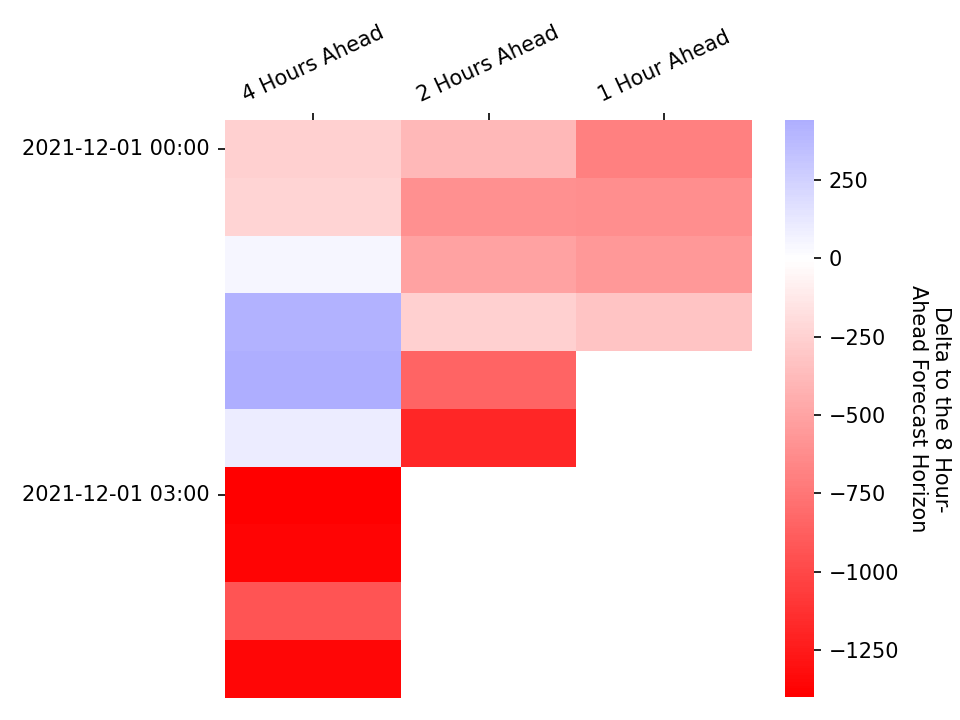 4 Hours Ahead
2 Hours Ahead
1 Hour Ahead
2021-12-01 00:00
2021-12-01 03:00
250
0
−250
−500
−750
−1000
−1250
Delta to the 8 Hour-
Ahead Forecast Horizon